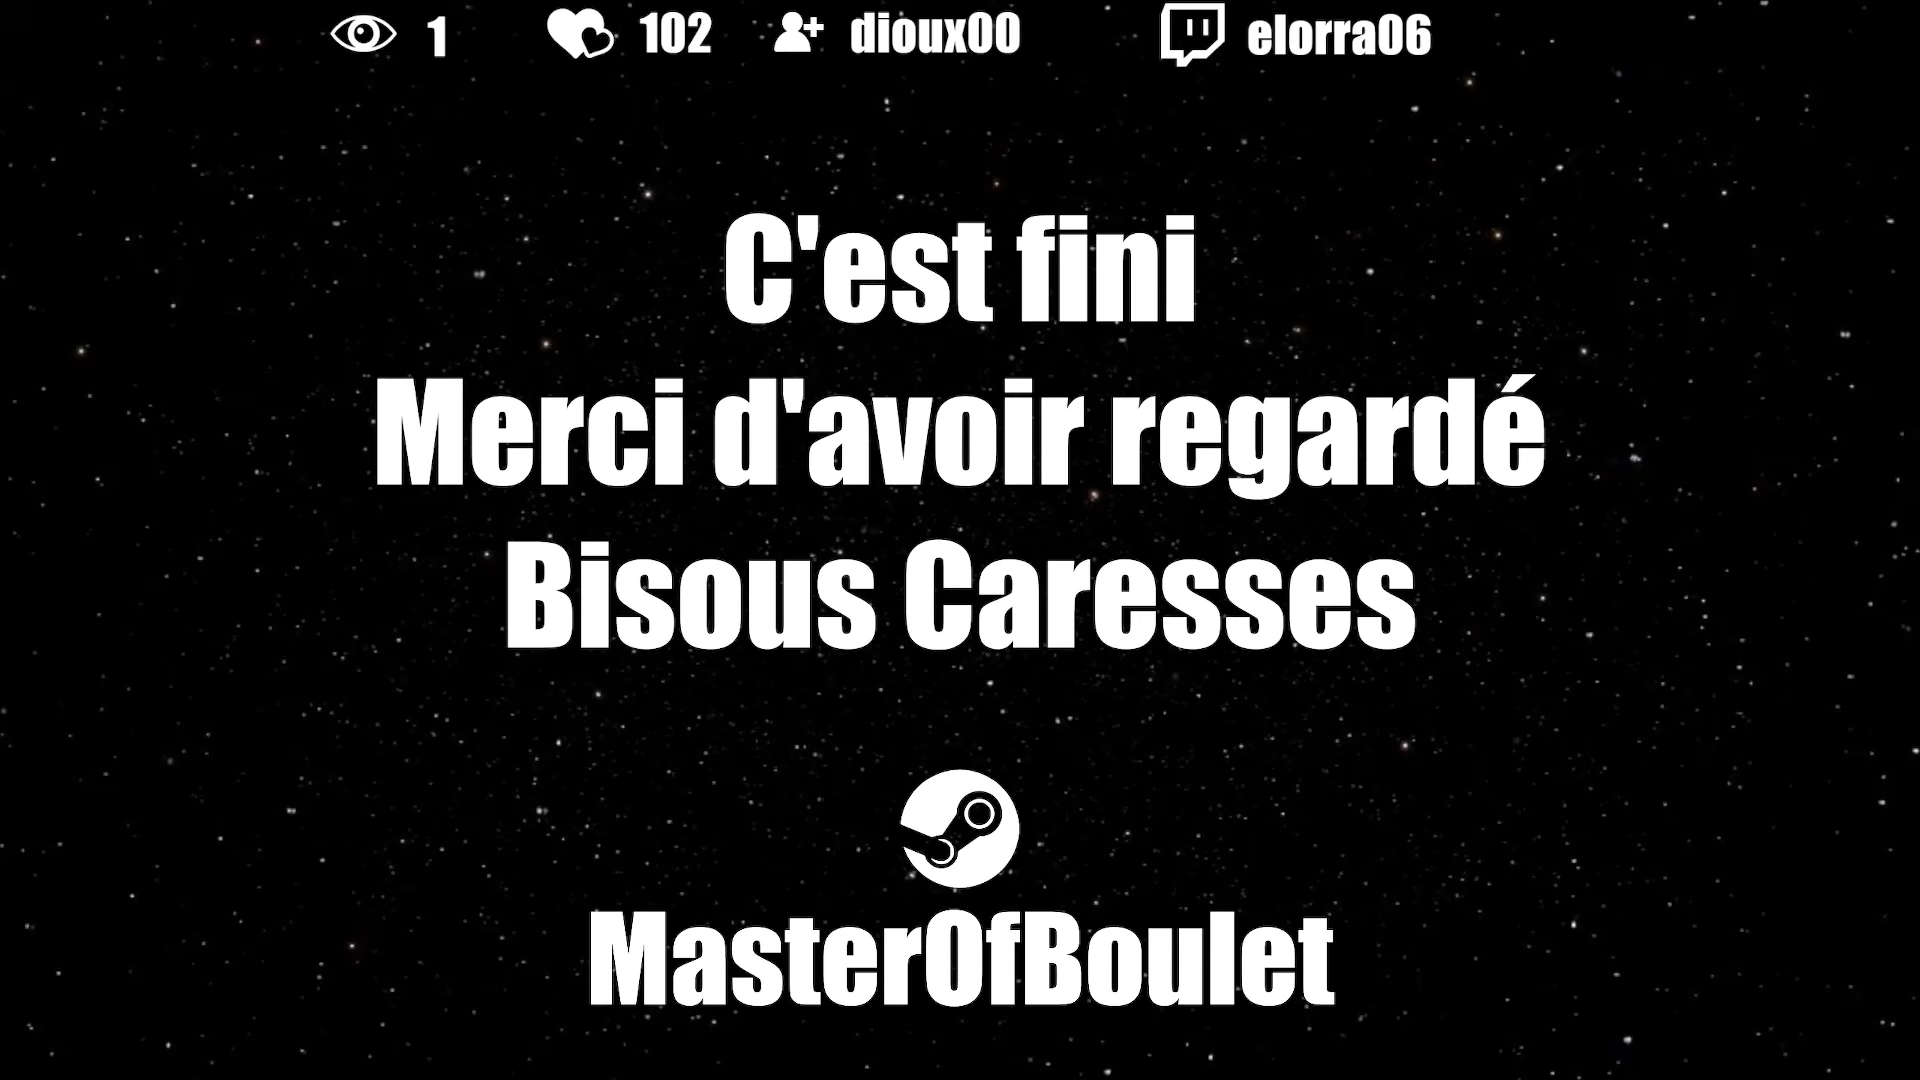 1 102 dioux00 elorra06
C'est fini
Merci d'avoir regardé
Bisous Caresses
MasterOfBoulet